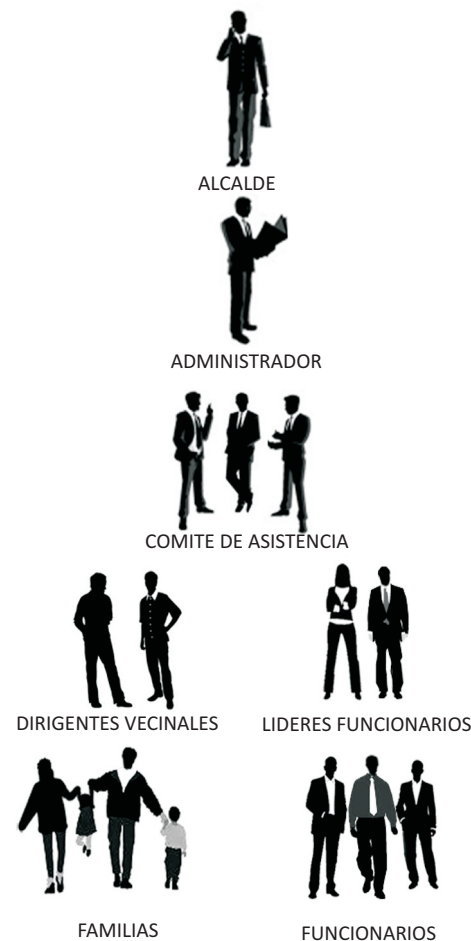 ALCALDE
ADMINISTRADOR
COMITE DE ASISTENCIA
DIRIGENTES VECINALES
LIDERES FUNCIONARIOS
FAMILIAS
FUNCIONARIOS